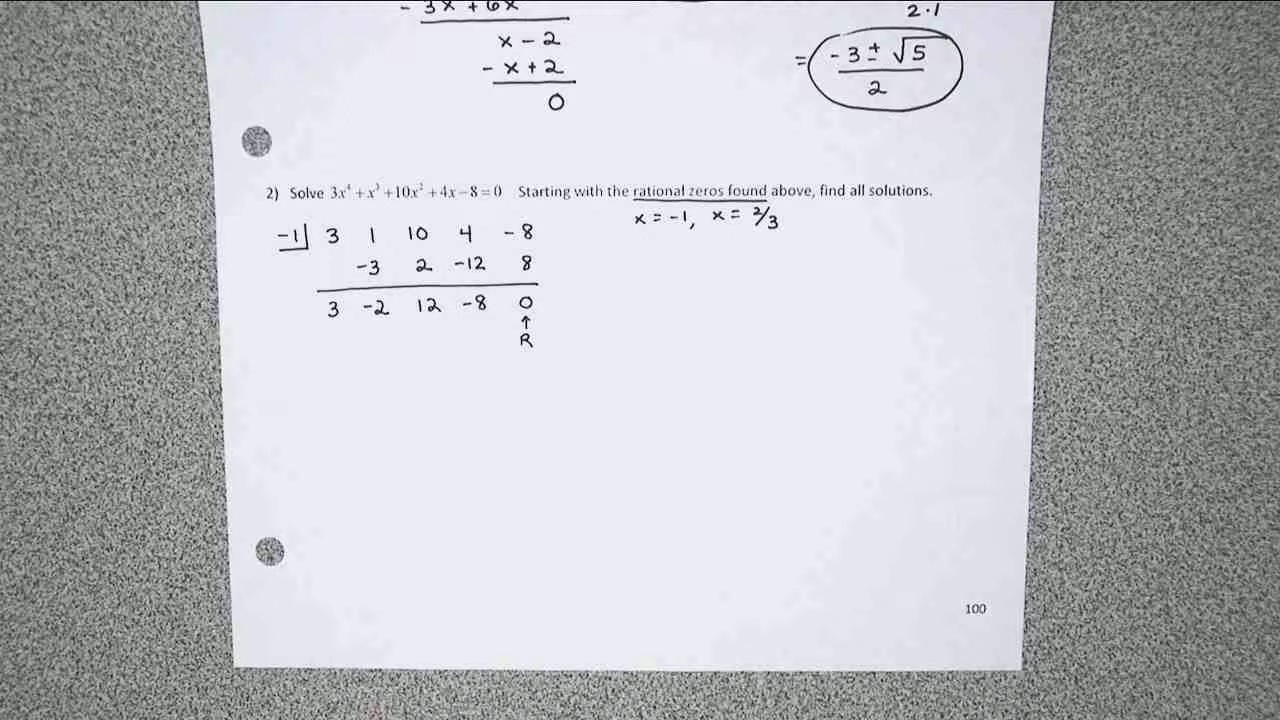 - 3x + 6x
x - 2
- x + 2
0
2·1
= -3 ± √5
2
2) Solve 3x⁴ + x³ + 10x² + 4x - 8 = 0 Starting with the rational zeros found above, find all solutions.
x = -1, x = 2/3
-1 3 1 10 4 -8
-3 2 -12 8
3 -2 12 -8 0
↑
R
100